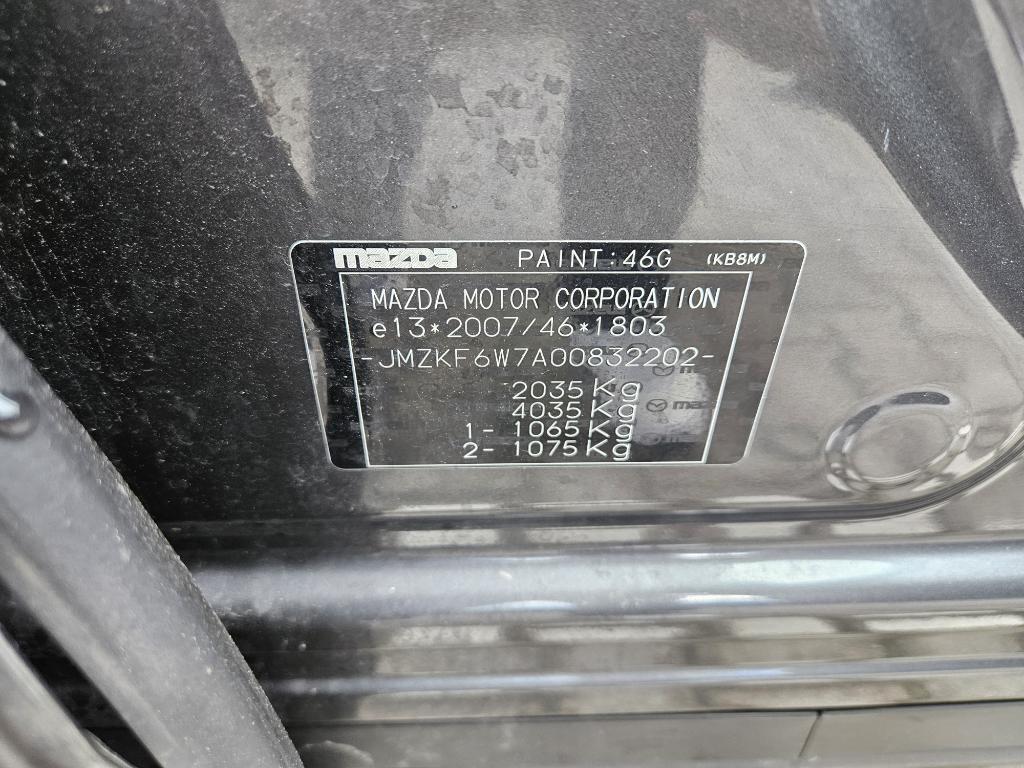 mazda PAINT:46G (KB8M)
MAZDA MOTOR CORPORATION
e13*2007/46*1803
-JMZKF6W7A00832202-
2035Kg
4035Kg
1- 1065Kg
2- 1075Kg